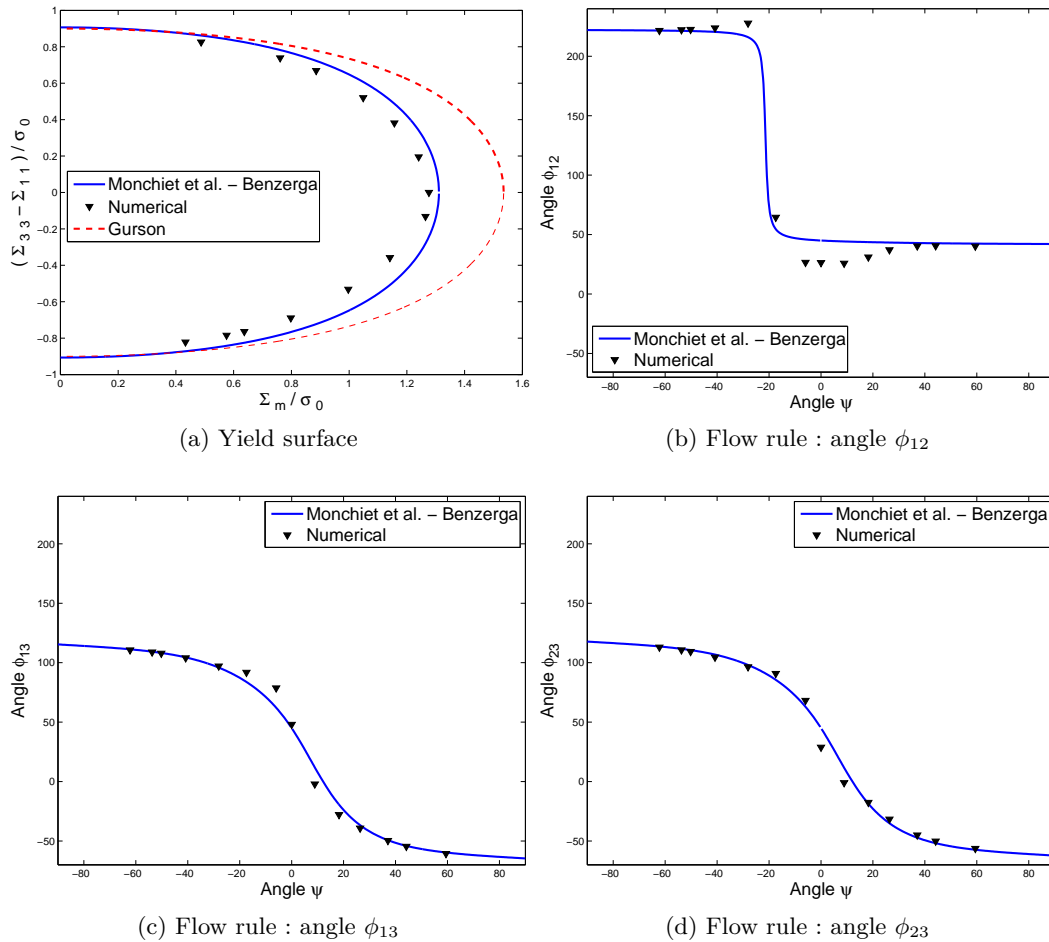 1
0.8
0.6
0.4
0.2
0
−0.2
−0.4
−0.6
−0.8
−1
0 0.2 0.4 0.6 0.8 1 1.2 1.4 1.6
(Σ33−Σ11)/σ0
Σm/σ0
Monchiet et al. − Benzerga
Numerical
Gurson
(a) Yield surface
200
150
100
50
0
−50
−80 −60 −40 −20 0 20 40 60 80
Angle ϕ12
Angle ψ
Monchiet et al. − Benzerga
Numerical
(b) Flow rule : angle ϕ12
200
150
100
50
0
−50
−80 −60 −40 −20 0 20 40 60 80
Angle ϕ13
Angle ψ
Monchiet et al. − Benzerga
Numerical
(c) Flow rule : angle ϕ13
200
150
100
50
0
−50
−80 −60 −40 −20 0 20 40 60 80
Angle ϕ23
Angle ψ
Monchiet et al. − Benzerga
Numerical
(d) Flow rule : angle ϕ23